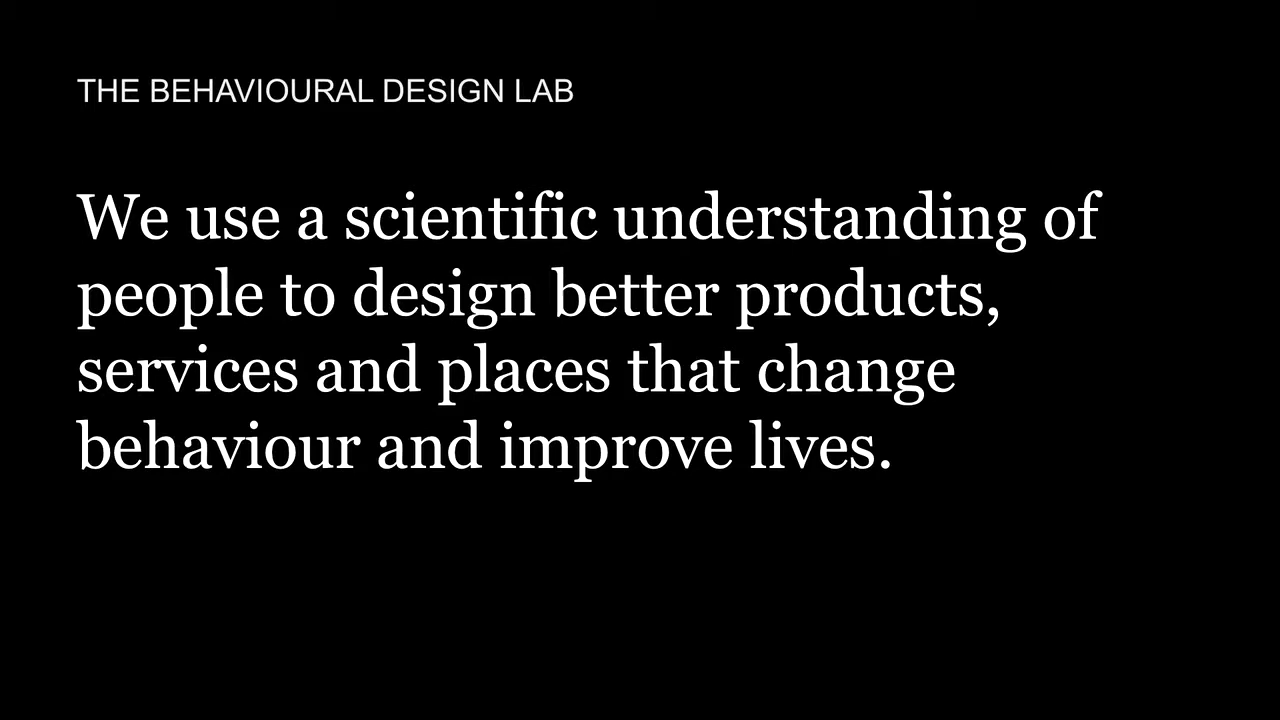 THE BEHAVIOURAL DESIGN LAB
We use a scientific understanding of
people to design better products,
services and places that change
behaviour and improve lives.